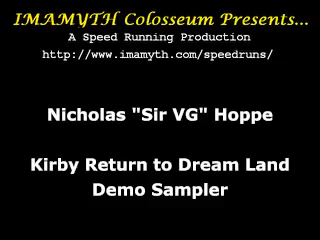 IMAMYTH Colosseum Presents...
A Speed Running Production
http://www.imamyth.com/speedruns/
Nicholas "Sir VG" Hoppe
Kirby Return to Dream Land
Demo Sampler